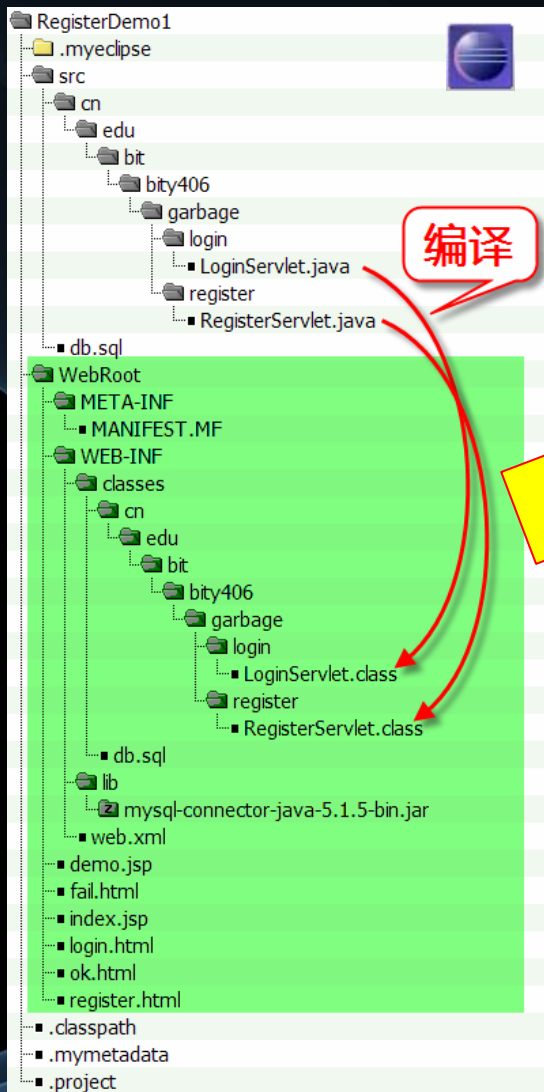 RegisterDemo1
.myeclipse
src
cn
edu
bit
bity406
garbage
login
LoginServlet.java
编译
register
RegisterServlet.java
db.sql
WebRoot
META-INF
MANIFEST.MF
WEB-INF
classes
cn
edu
bit
bity406
garbage
login
LoginServlet.class
register
RegisterServlet.class
db.sql
lib
mysql-connector-java-5.1.5-bin.jar
web.xml
demo.jsp
fail.html
index.jsp
login.html
ok.html
register.html
.classpath
.mymetadata
.project